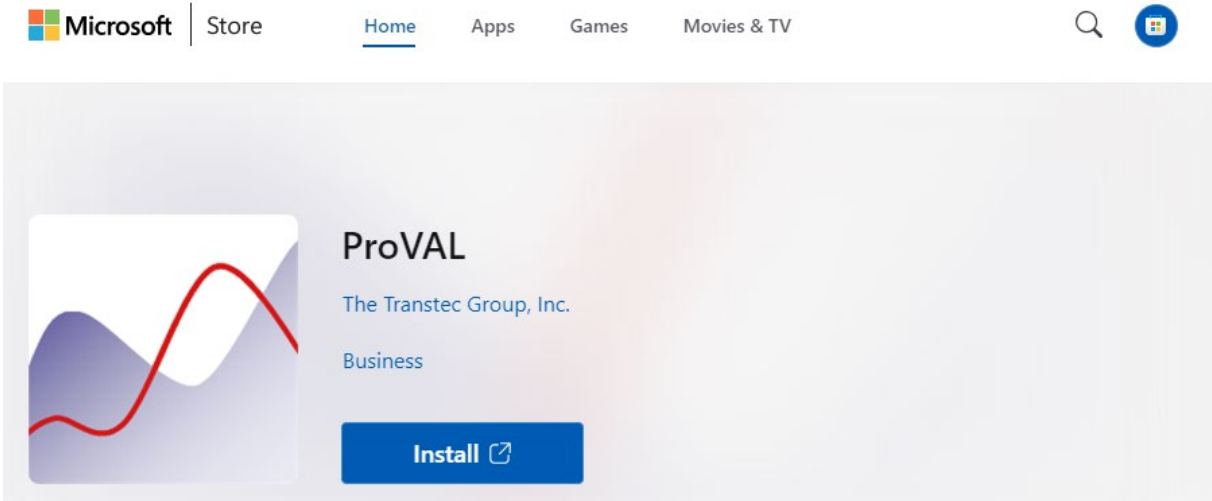 Microsoft Store Home Apps Games Movies & TV
ProVAL
The Transtec Group, Inc.
Business
Install